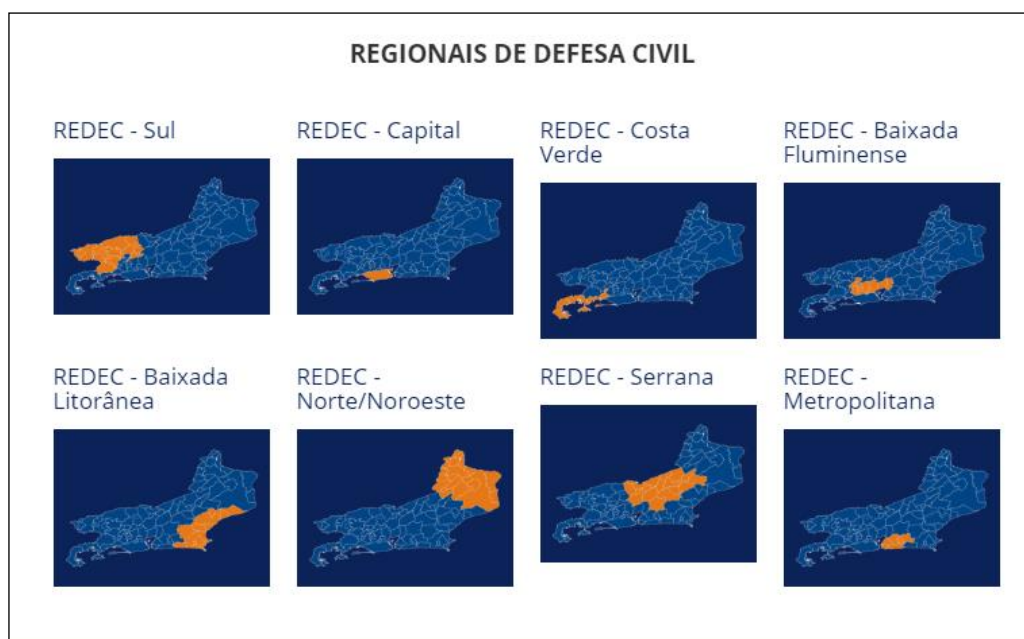 REGIONAIS DE DEFESA CIVIL
REDEC - Sul
REDEC - Capital
REDEC - Costa
Verde
REDEC - Baixada
Fluminense
REDEC - Baixada
Litorânea
REDEC -
Norte/Noroeste
REDEC - Serrana
REDEC -
Metropolitana